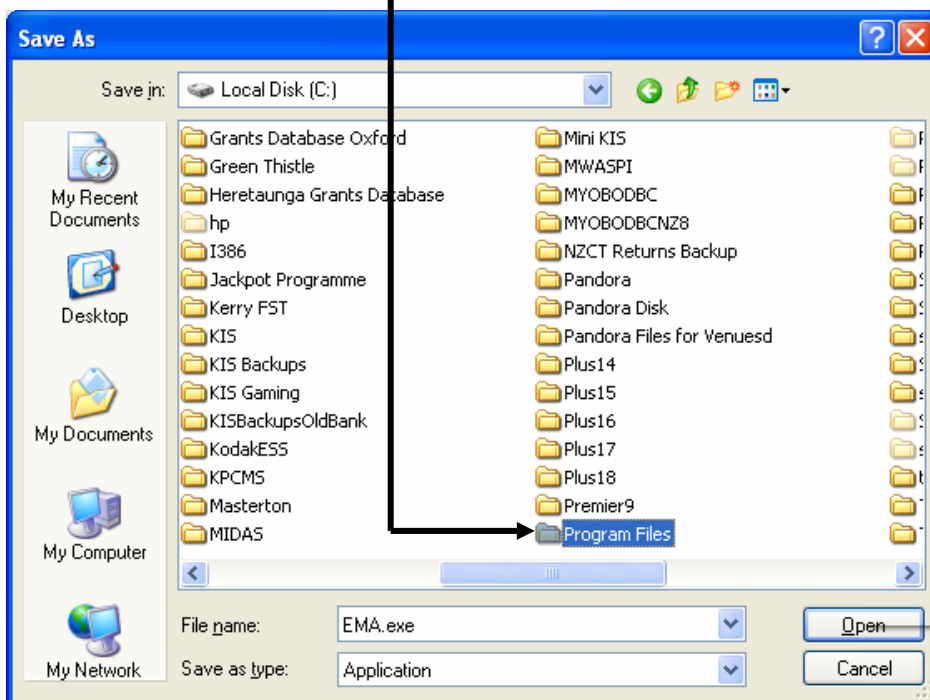 Save As
Save in: Local Disk (C:)
My Recent
Documents
Desktop
My Documents
My Computer
My Network
Grants Database Oxford
Green Thistle
Heretaunga Grants Database
hp
I386
Jackpot Programme
Kerry FST
KIS
KIS Backups
KIS Gaming
KISBackupsOldBank
KodakESS
KPCMS
Masterton
MIDAS
Mini KIS
MWASPI
MYOBODBC
MYOBODBCNZ8
NZCT Returns Backup
Pandora
Pandora Disk
Pandora Files for Venuesd
Plus14
Plus15
Plus16
Plus17
Plus18
Premier9
Program Files
File name: EMA.exe
Open
Save as type: Application
Cancel